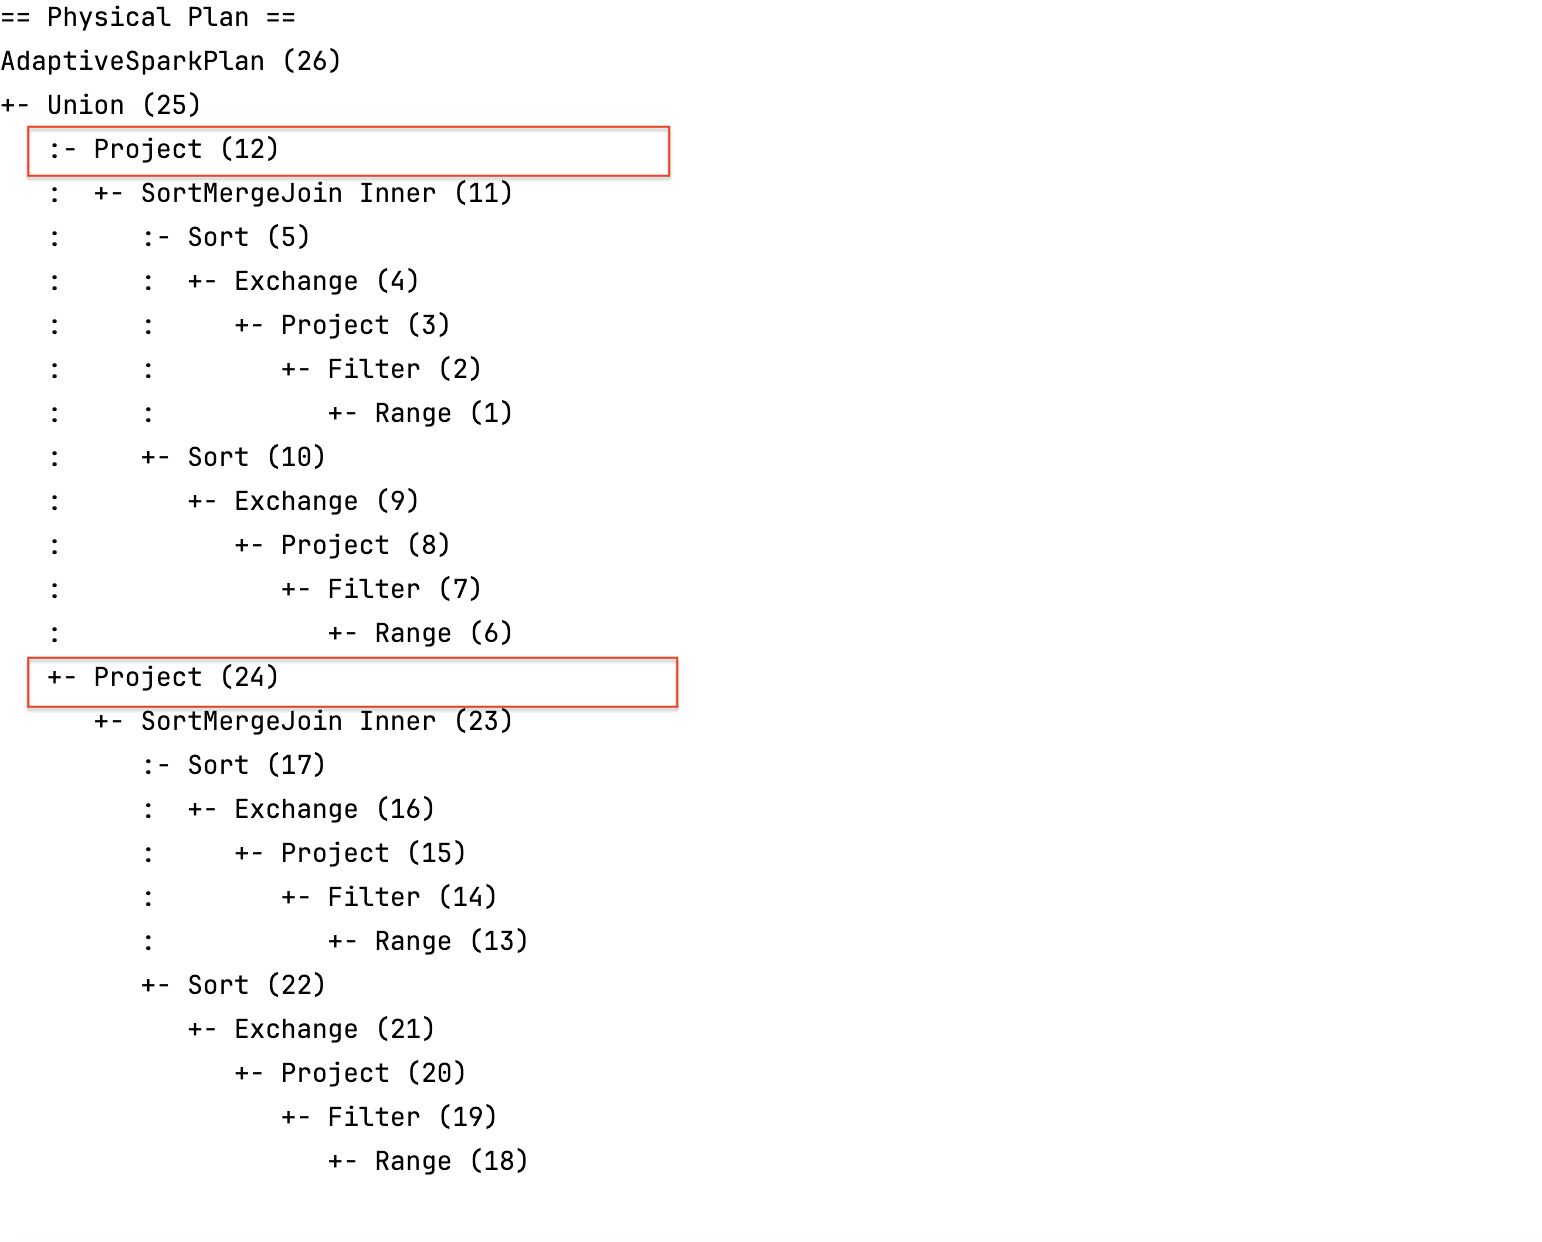 == Physical Plan ==
AdaptiveSparkPlan (26)
+- Union (25)
   :- Project (12)
   :  +- SortMergeJoin Inner (11)
   :     :- Sort (5)
   :     :  +- Exchange (4)
   :     :     +- Project (3)
   :     :        +- Filter (2)
   :     :           +- Range (1)
   :     +- Sort (10)
   :        +- Exchange (9)
   :           +- Project (8)
   :              +- Filter (7)
   :                 +- Range (6)
   +- Project (24)
      +- SortMergeJoin Inner (23)
         :- Sort (17)
         :  +- Exchange (16)
         :     +- Project (15)
         :        +- Filter (14)
         :           +- Range (13)
         +- Sort (22)
            +- Exchange (21)
               +- Project (20)
                  +- Filter (19)
                     +- Range (18)